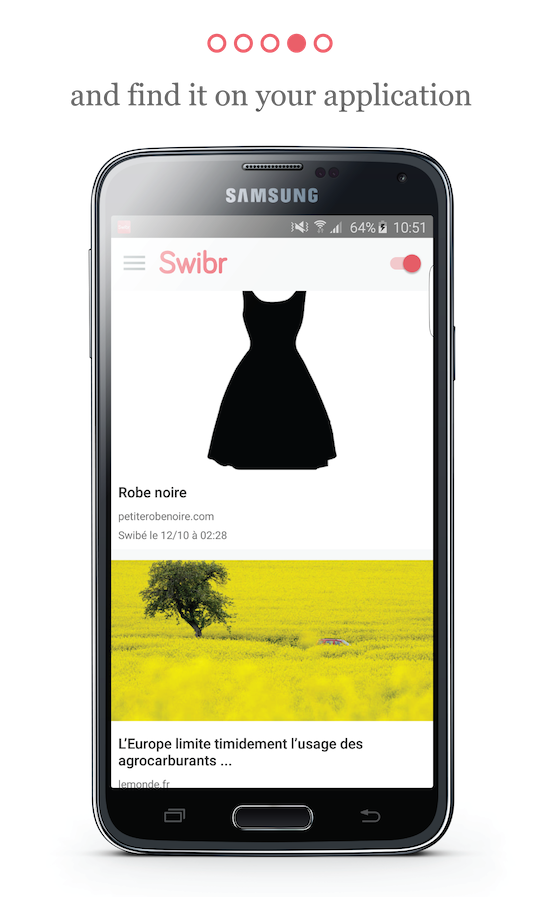 and find it on your application
SAMSUNG
64% 10:51
Swibr
Robe noire
petiterobenoire.com
Swibé le 12/10 à 02:28
L’Europe limite timidement l’usage des
agrocarburants ...
lemonde.fr